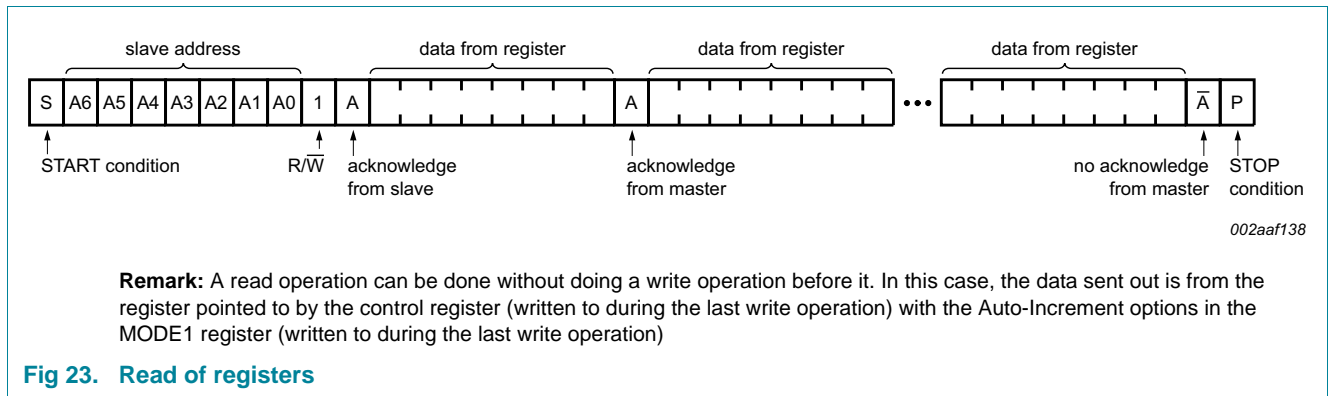 slave address data from register data from register data from register
S A6 A5 A4 A3 A2 A1 A0 1 A A A̅ P
START condition R/W̅ acknowledge acknowledge no acknowledge STOP
from slave from master from master condition
002aaf138
Remark: A read operation can be done without doing a write operation before it. In this case, the data sent out is from the
register pointed to by the control register (written to during the last write operation) with the Auto-Increment options in the
MODE1 register (written to during the last write operation)
Fig 23. Read of registers